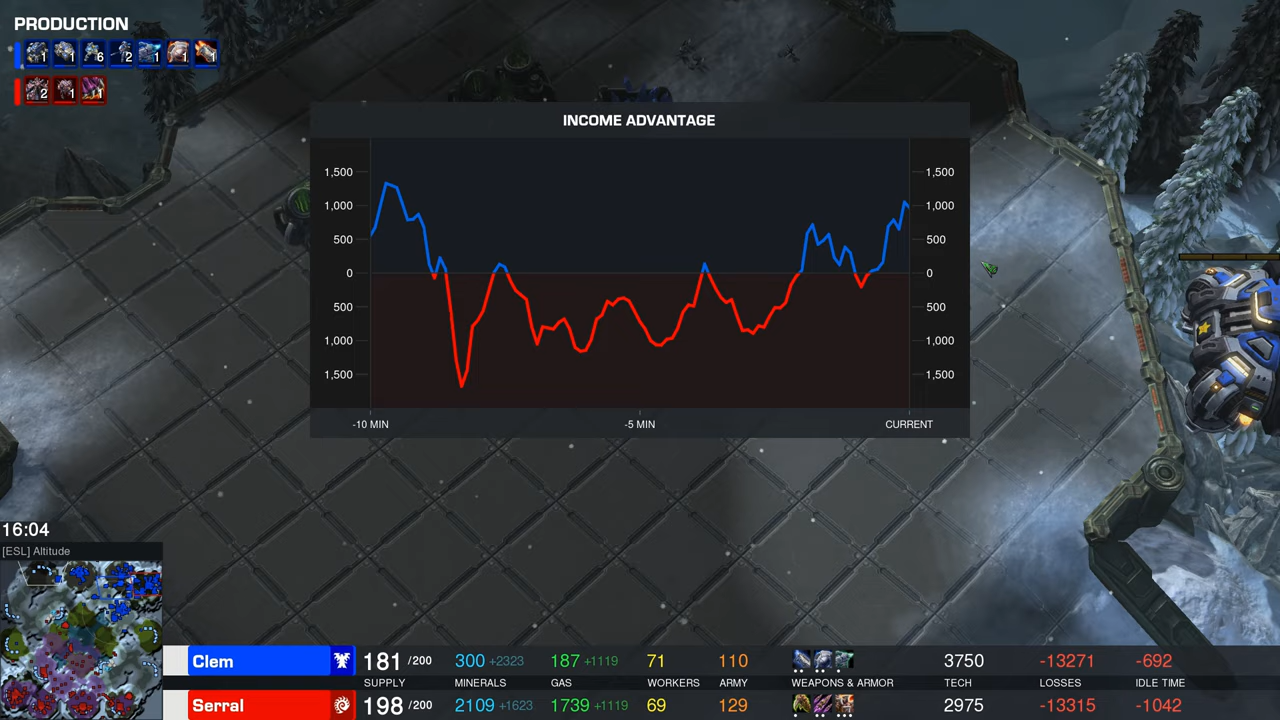 PRODUCTION
1 1 6 2 1 1 1
2 1 1
INCOME ADVANTAGE
1,500 1,500
1,000 1,000
500 500
0 0
500 500
1,000 1,000
1,500 1,500
-10 MIN -5 MIN CURRENT
16:04
[ESL] Altitude
Clem 181 /200 300 +2323 187 +1119 71 110 3750 -13271 -692
SUPPLY MINERALS GAS WORKERS ARMY WEAPONS & ARMOR TECH LOSSES IDLE TIME
Serral 198 /200 2109 +1623 1739 +1119 69 129 2975 -13315 -1042